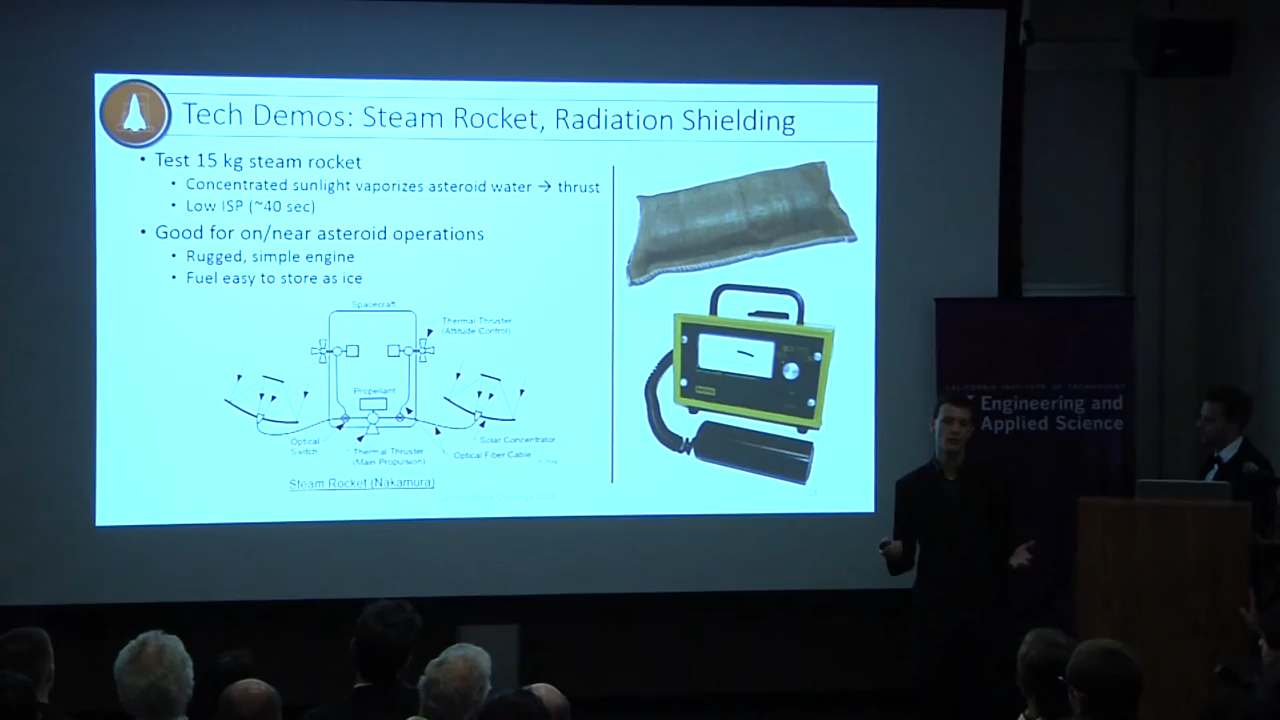 Tech Demos: Steam Rocket, Radiation Shielding
• Test 15 kg steam rocket
• Concentrated sunlight vaporizes asteroid water → thrust
• Low ISP (~40 sec)
• Good for on/near asteroid operations
• Rugged, simple engine
• Fuel easy to store as ice
Spacecraft
Thermal Thruster
(Attitude Control)
Propellant
Optical
Switch
Thermal Thruster
(Main Propulsion)
Solar Concentrator
Optical Fiber Cable
Steam Rocket (Nakamura)
CALIFORNIA INSTITUTE OF TECHNOLOGY
Engineering and
Applied Science